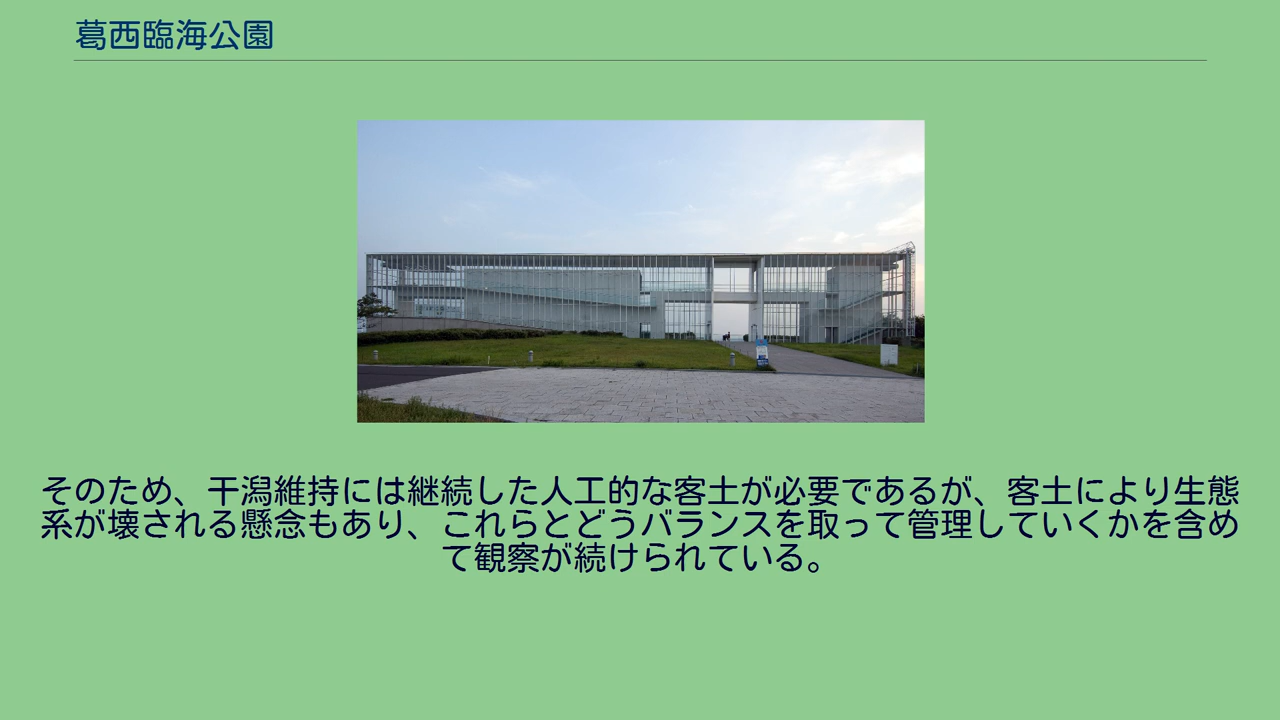 葛西臨海公園
そのため、干潟維持には継続した人工的な客土が必要であるが、客土により生態
系が壊される懸念もあり、これらとどうバランスを取って管理していくかを含め
て観察が続けられている。